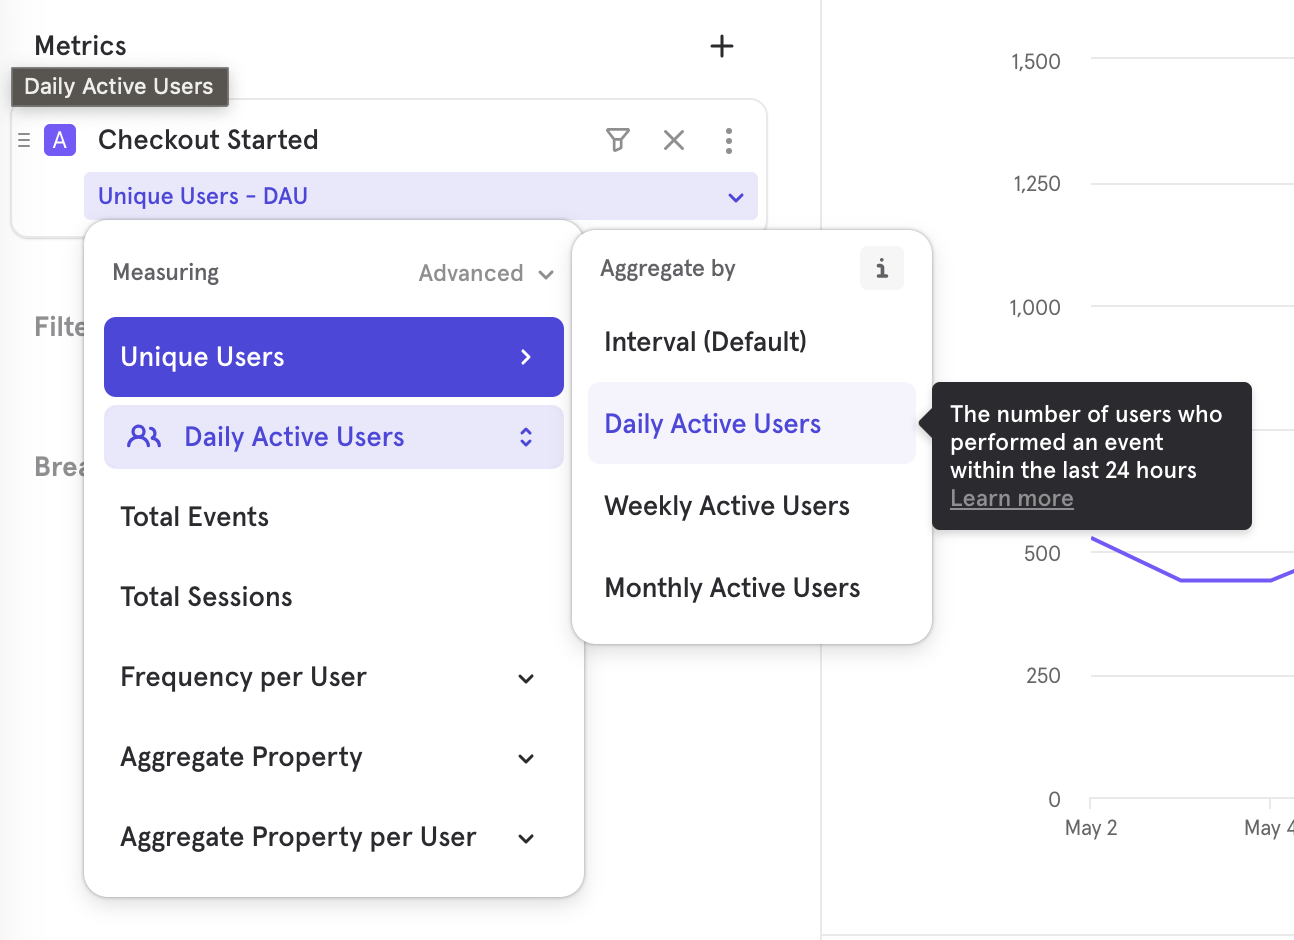 Metrics
Daily Active Users
A
Checkout Started
Unique Users - DAU
Measuring
Advanced
Unique Users
Daily Active Users
Total Events
Total Sessions
Frequency per User
Aggregate Property
Aggregate Property per User
Filte
Brea
Aggregate by
i
Interval (Default)
Daily Active Users
Weekly Active Users
Monthly Active Users
The number of users who
performed an event
within the last 24 hours
Learn more
1,500
1,250
1,000
500
250
0
May 2
May 4